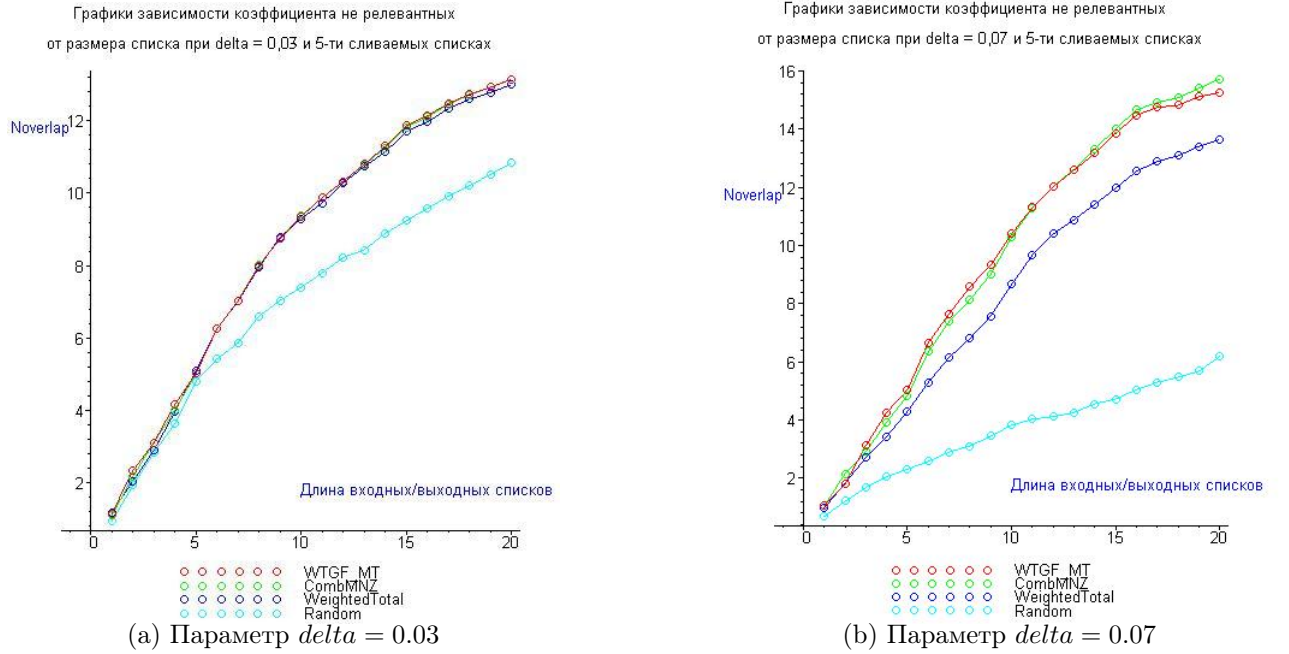 Графики зависимости коэффициента не релевантных
от размера списка при delta = 0,03 и 5-ти сливаемых списках
Noverlap
12
10
8
6
4
2
0
5
10
15
20
Длина входных/выходных списков
WTGF_MT
CombMNZ
WeightedTotal
Random
(a) Параметр delta = 0.03
Графики зависимости коэффициента не релевантных
от размера списка при delta = 0,07 и 5-ти сливаемых списках
Noverlap
16
14
12
10
8
6
4
2
0
5
10
15
20
Длина входных/выходных списков
WTGF_MT
CombMNZ
WeightedTotal
Random
(b) Параметр delta = 0.07